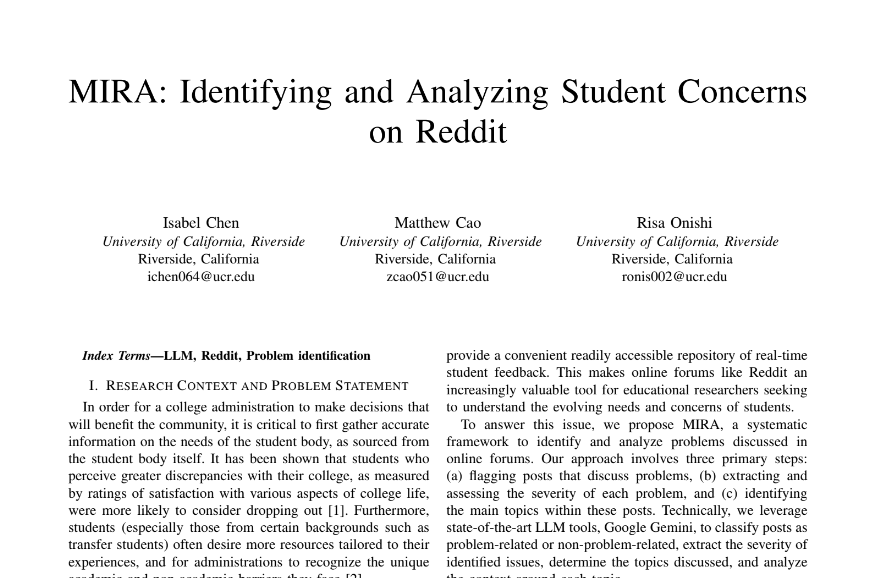 MIRA: Identifying and Analyzing Student Concerns
on Reddit
Isabel Chen
University of California, Riverside
Riverside, California
ichen064@ucr.edu
Matthew Cao
University of California, Riverside
Riverside, California
zcao051@ucr.edu
Risa Onishi
University of California, Riverside
Riverside, California
ronis002@ucr.edu
Index Terms—LLM, Reddit, Problem identification
I. Research Context and Problem Statement
In order for a college administration to make decisions that
will benefit the community, it is critical to first gather accurate
information on the needs of the student body, as sourced from
the student body itself. It has been shown that students who
perceive greater discrepancies with their college, as measured
by ratings of satisfaction with various aspects of college life,
were more likely to consider dropping out [1]. Furthermore,
students (especially those from certain backgrounds such as
transfer students) often desire more resources tailored to their
experiences, and for administrations to recognize the unique
academic and non-academic barriers they face [2].
provide a convenient readily accessible repository of real-time
student feedback. This makes online forums like Reddit an
increasingly valuable tool for educational researchers seeking
to understand the evolving needs and concerns of students.
To answer this issue, we propose MIRA, a systematic
framework to identify and analyze problems discussed in
online forums. Our approach involves three primary steps:
(a) flagging posts that discuss problems, (b) extracting and
assessing the severity of each problem, and (c) identifying
the main topics within these posts. Technically, we leverage
state-of-the-art LLM tools, Google Gemini, to classify posts as
problem-related or non-problem-related, extract the severity of
identified issues, determine the topics discussed, and analyze
the context around each topic.